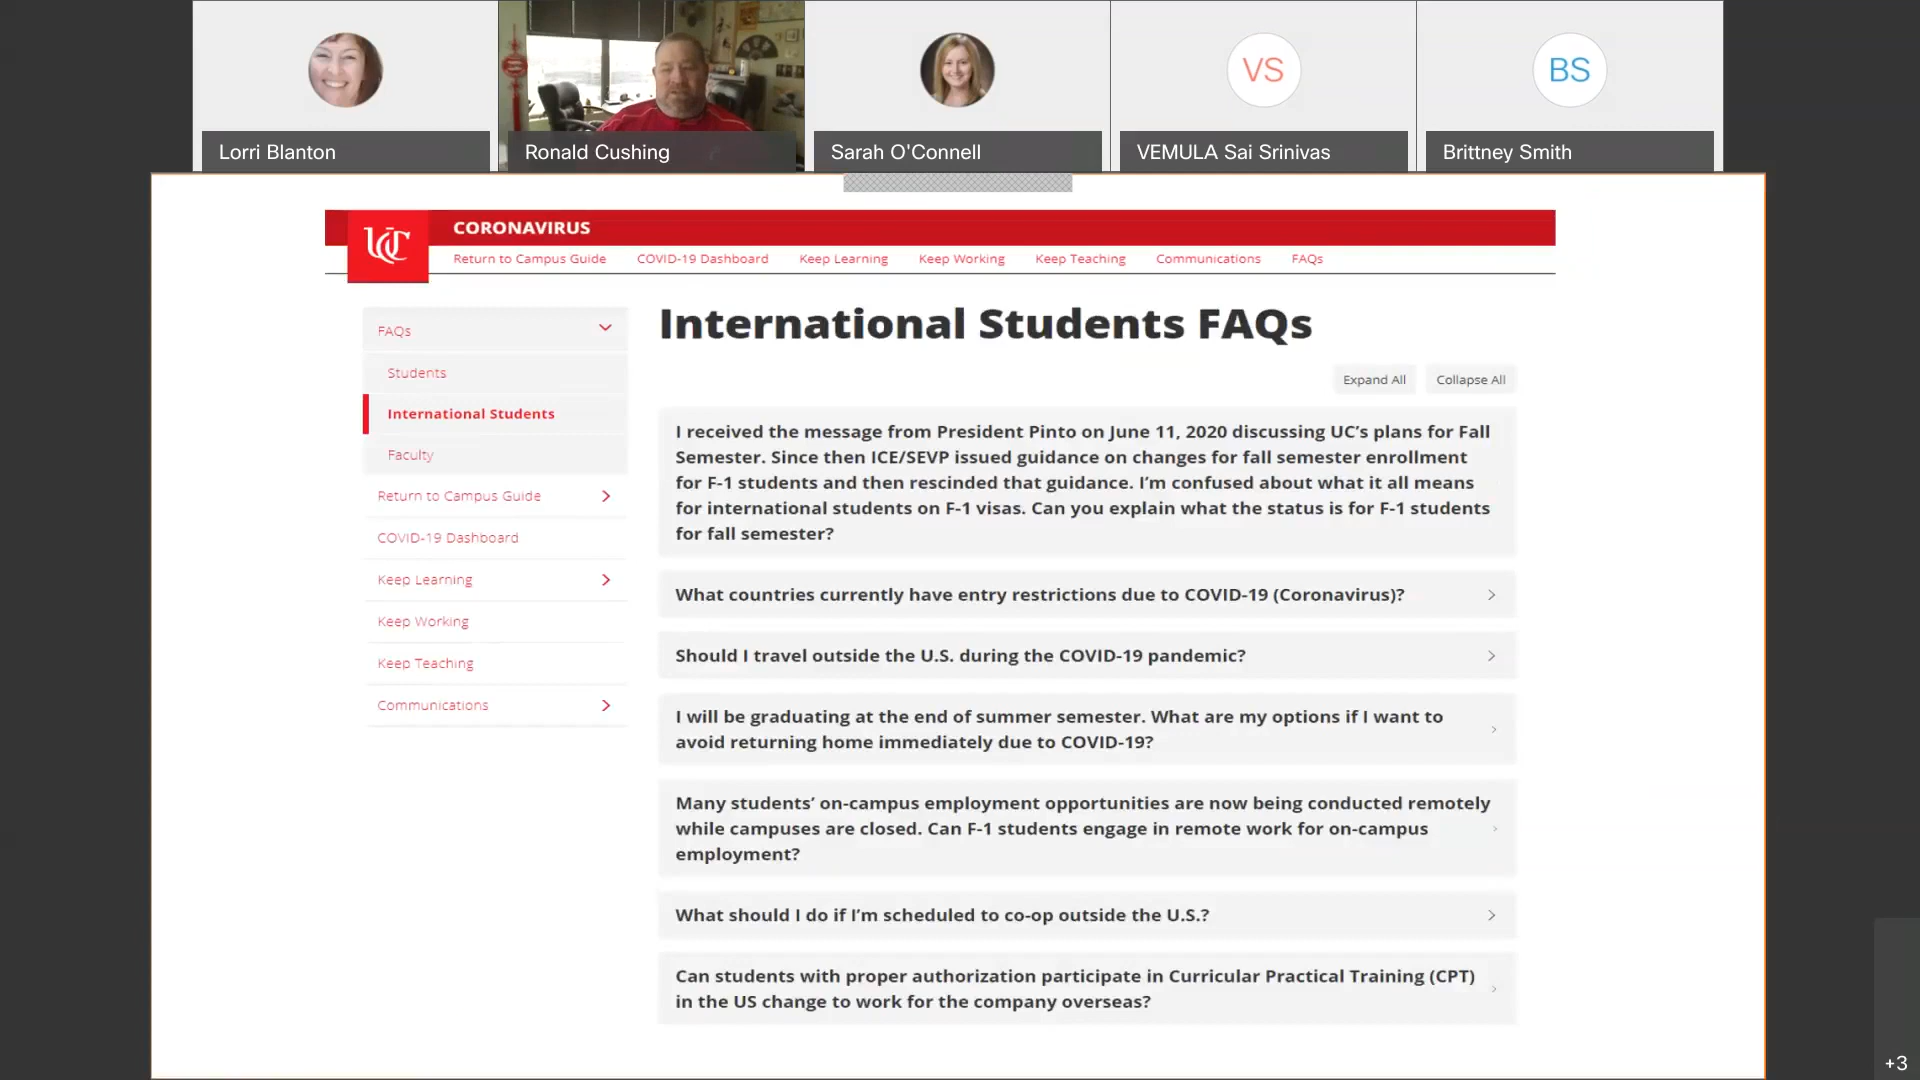 VS
BS
Lorri Blanton
Ronald Cushing
Sarah O'Connell
VEMULA Sai Srinivas
Brittney Smith
UC
CORONAVIRUS
Return to Campus Guide
COVID-19 Dashboard
Keep Learning
Keep Working
Keep Teaching
Communications
FAQs
FAQs
Students
International Students
Faculty
Return to Campus Guide
COVID-19 Dashboard
Keep Learning
Keep Working
Keep Teaching
Communications
International Students FAQs
Expand All
Collapse All
I received the message from President Pinto on June 11, 2020 discussing UC’s plans for Fall
Semester. Since then ICE/SEVP issued guidance on changes for fall semester enrollment
for F-1 students and then rescinded that guidance. I’m confused about what it all means
for international students on F-1 visas. Can you explain what the status is for F-1 students
for fall semester?
What countries currently have entry restrictions due to COVID-19 (Coronavirus)?
Should I travel outside the U.S. during the COVID-19 pandemic?
I will be graduating at the end of summer semester. What are my options if I want to
avoid returning home immediately due to COVID-19?
Many students’ on-campus employment opportunities are now being conducted remotely
while campuses are closed. Can F-1 students engage in remote work for on-campus
employment?
What should I do if I’m scheduled to co-op outside the U.S.?
Can students with proper authorization participate in Curricular Practical Training (CPT)
in the US change to work for the company overseas?
+3